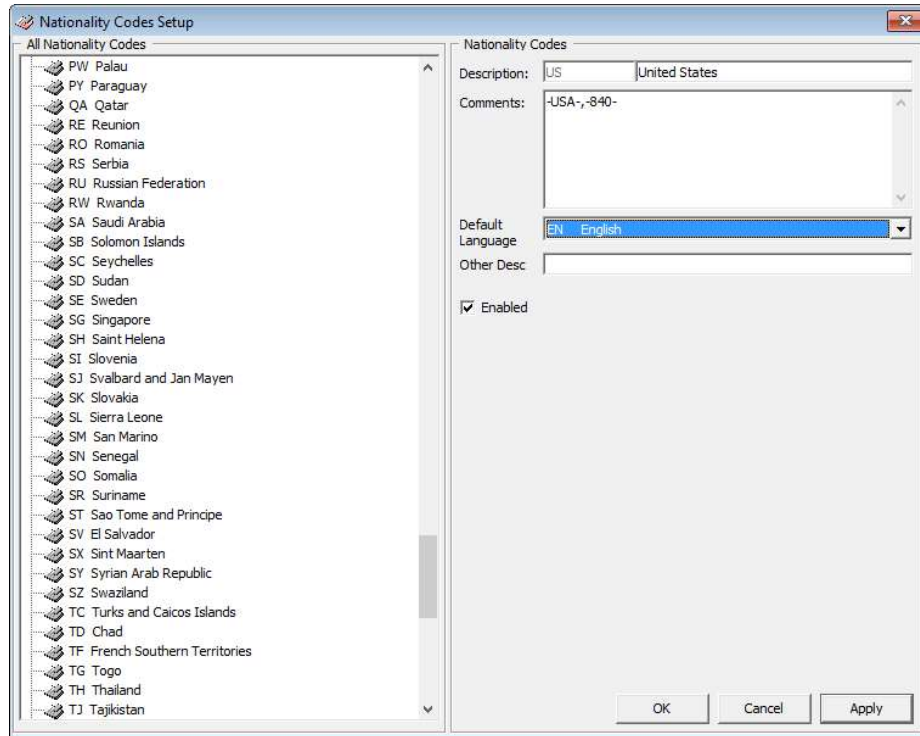 Nationality Codes Setup
All Nationality Codes
PW Palau
PY Paraguay
QA Qatar
RE Reunion
RO Romania
RS Serbia
RU Russian Federation
RW Rwanda
SA Saudi Arabia
SB Solomon Islands
SC Seychelles
SD Sudan
SE Sweden
SG Singapore
SH Saint Helena
SI Slovenia
SJ Svalbard and Jan Mayen
SK Slovakia
SL Sierra Leone
SM San Marino
SN Senegal
SO Somalia
SR Suriname
ST Sao Tome and Principe
SV El Salvador
SX Sint Maarten
SY Syrian Arab Republic
SZ Swaziland
TC Turks and Caicos Islands
TD Chad
TF French Southern Territories
TG Togo
TH Thailand
TJ Tajikistan
Nationality Codes
Description: US United States
Comments: -USA-,-840-
Default
Language
EN English
Other Desc
Enabled
OK Cancel Apply